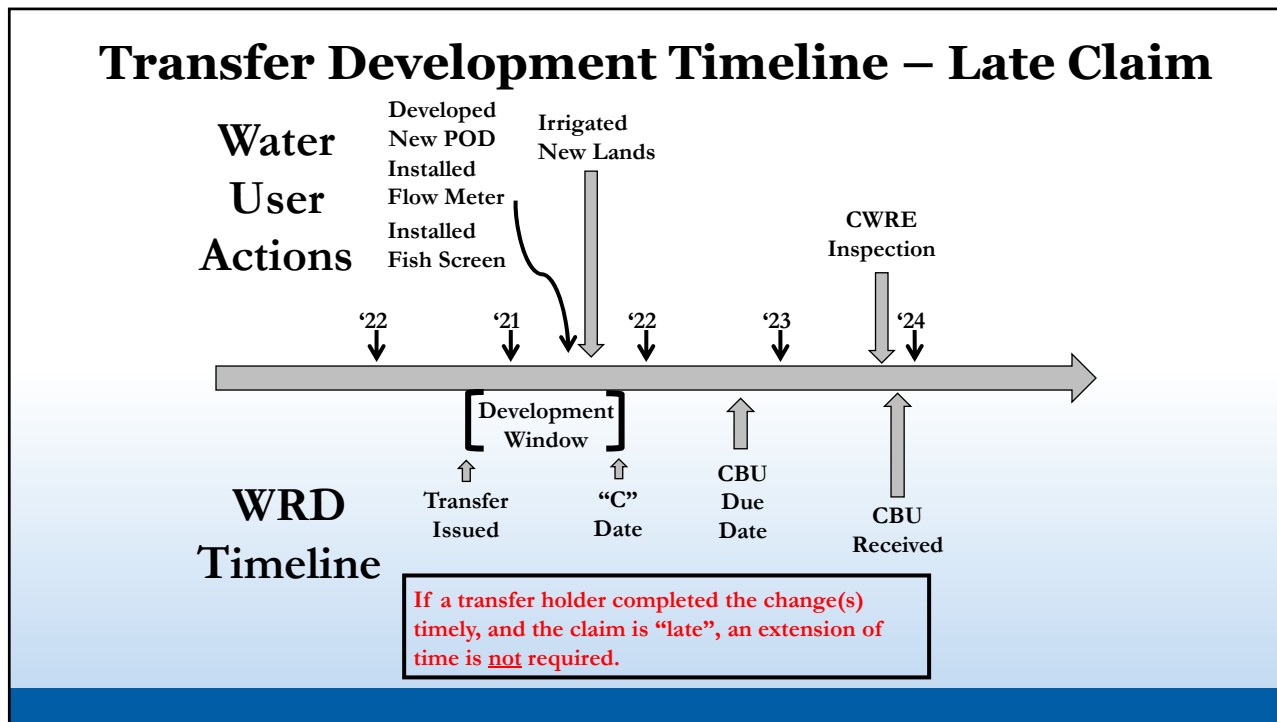 Transfer Development Timeline – Late Claim
Water
User
Actions
Developed
New POD
Installed
Flow Meter
Installed
Fish Screen
Irrigated
New Lands
CWRE
Inspection
‘22
‘21
‘22
‘23
‘24
Development
Window
Transfer
Issued
“C”
Date
CBU
Due
Date
CBU
Received
WRD
Timeline
If a transfer holder completed the change(s)
timely, and the claim is “late”, an extension of
time is not required.